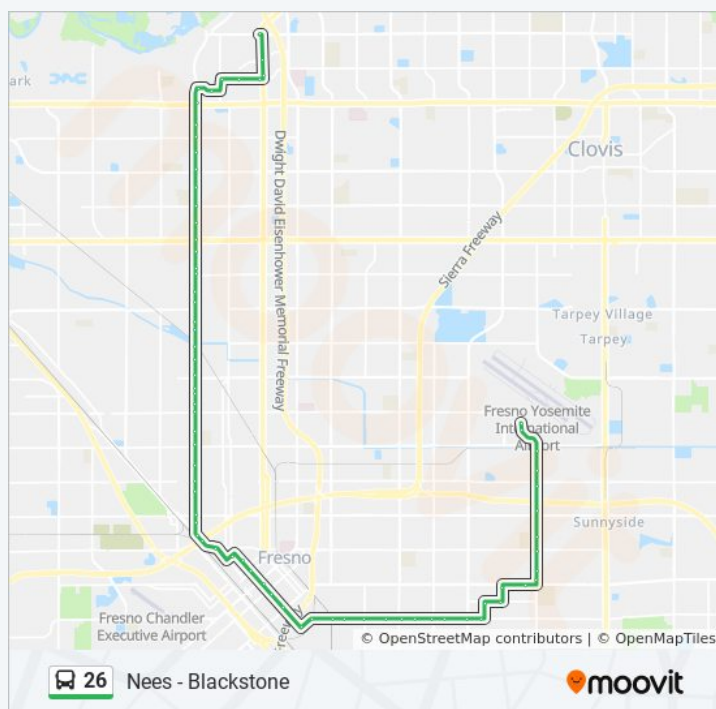 ark
Clovis
Dwight David Eisenhower Memorial Freeway
Sierra Freeway
Tarpey Village
Tarpey
Fresno Yosemite
International
Airport
Sunnyside
Fresno
Fresno Chandler
Executive Airport
Freeway
© OpenStreetMap contributors | © OpenMapTiles
26 Nees - Blackstone
moovit